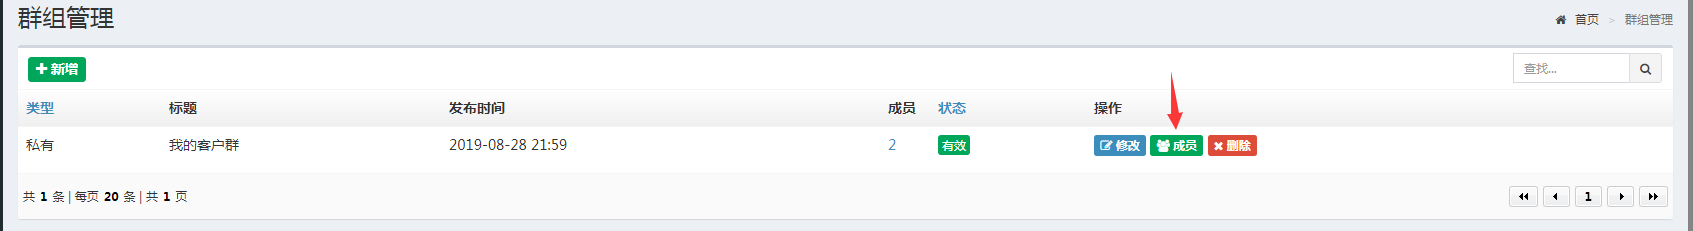 群组管理
首页 > 群组管理
新增
查找...
类型 标题 发布时间 成员 状态 操作
私有 我的客户群 2019-08-28 21:59 2 有效 修改 成员 删除
共 1 条 | 每页 20 条 | 共 1 页
1